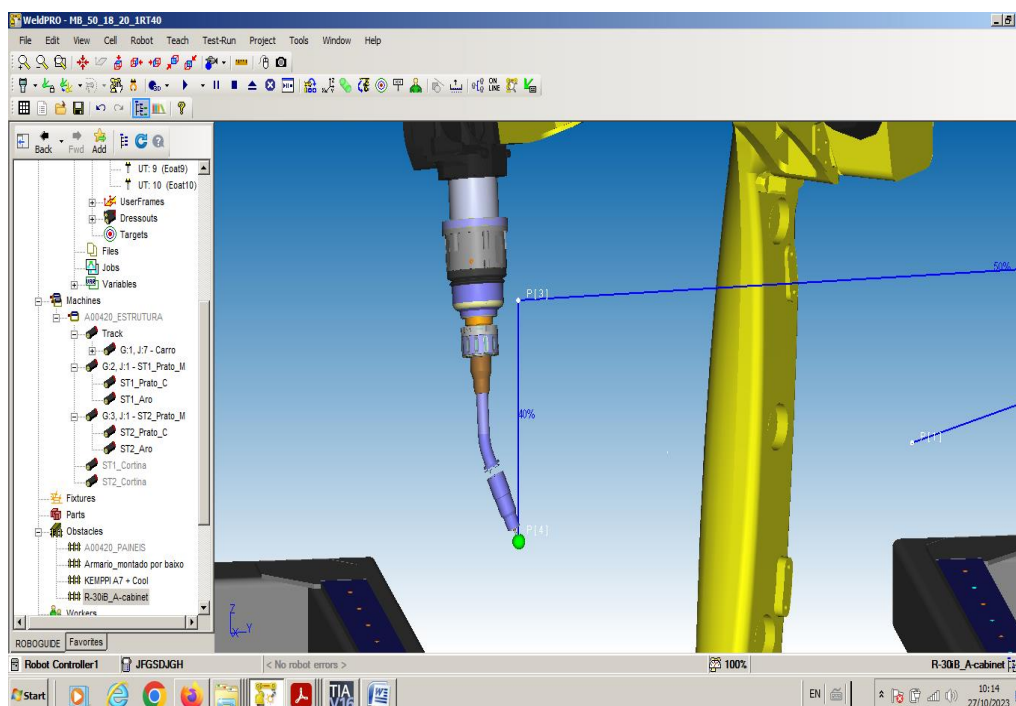 WeldPRO - MB_50_18_20_1RT40
File Edit View Cell Robot Teach Test-Run Project Tools Window Help
ON LINE
Back Fwd Add
UT: 9 (Eoat9)
UT: 10 (Eoat10)
UserFrames
Dressouts
Targets
Files
Jobs
Variables
Machines
A00420_ESTRUTURA
Track
G:1, J:7 - Carro
G:2, J:1 - ST1_Prato_M
ST1_Prato_C
ST1_Aro
G:3, J:1 - ST2_Prato_M
ST2_Prato_C
ST2_Aro
ST1_Cortina
ST2_Cortina
Fixtures
Parts
Obstacles
A00420_PAINEIS
Armario_montado por baixo
KEMPPI A7 + Cool
R-30iB_A-cabinet
Workers
ROBOGUIDE Favorites
P[3]
50%
40%
P[1]
P[4]
Z
X Y
Robot Controller1 JFGSDJGH < No robot errors > 100% R-30iB_A-cabinet
Start TIA V16 EN 10:14
27/10/2023